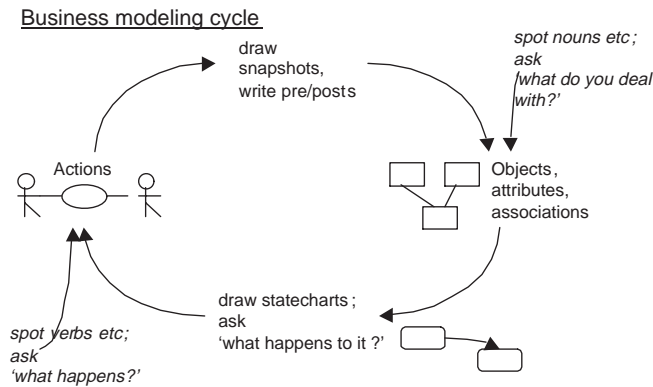 Business modeling cycle
draw
snapshots,
write pre/posts
spot nouns etc;
ask
'what do you deal
with?'
Actions
Objects,
attributes,
associations
draw statecharts;
ask
'what happens to it ?'
spot verbs etc;
ask
'what happens?'